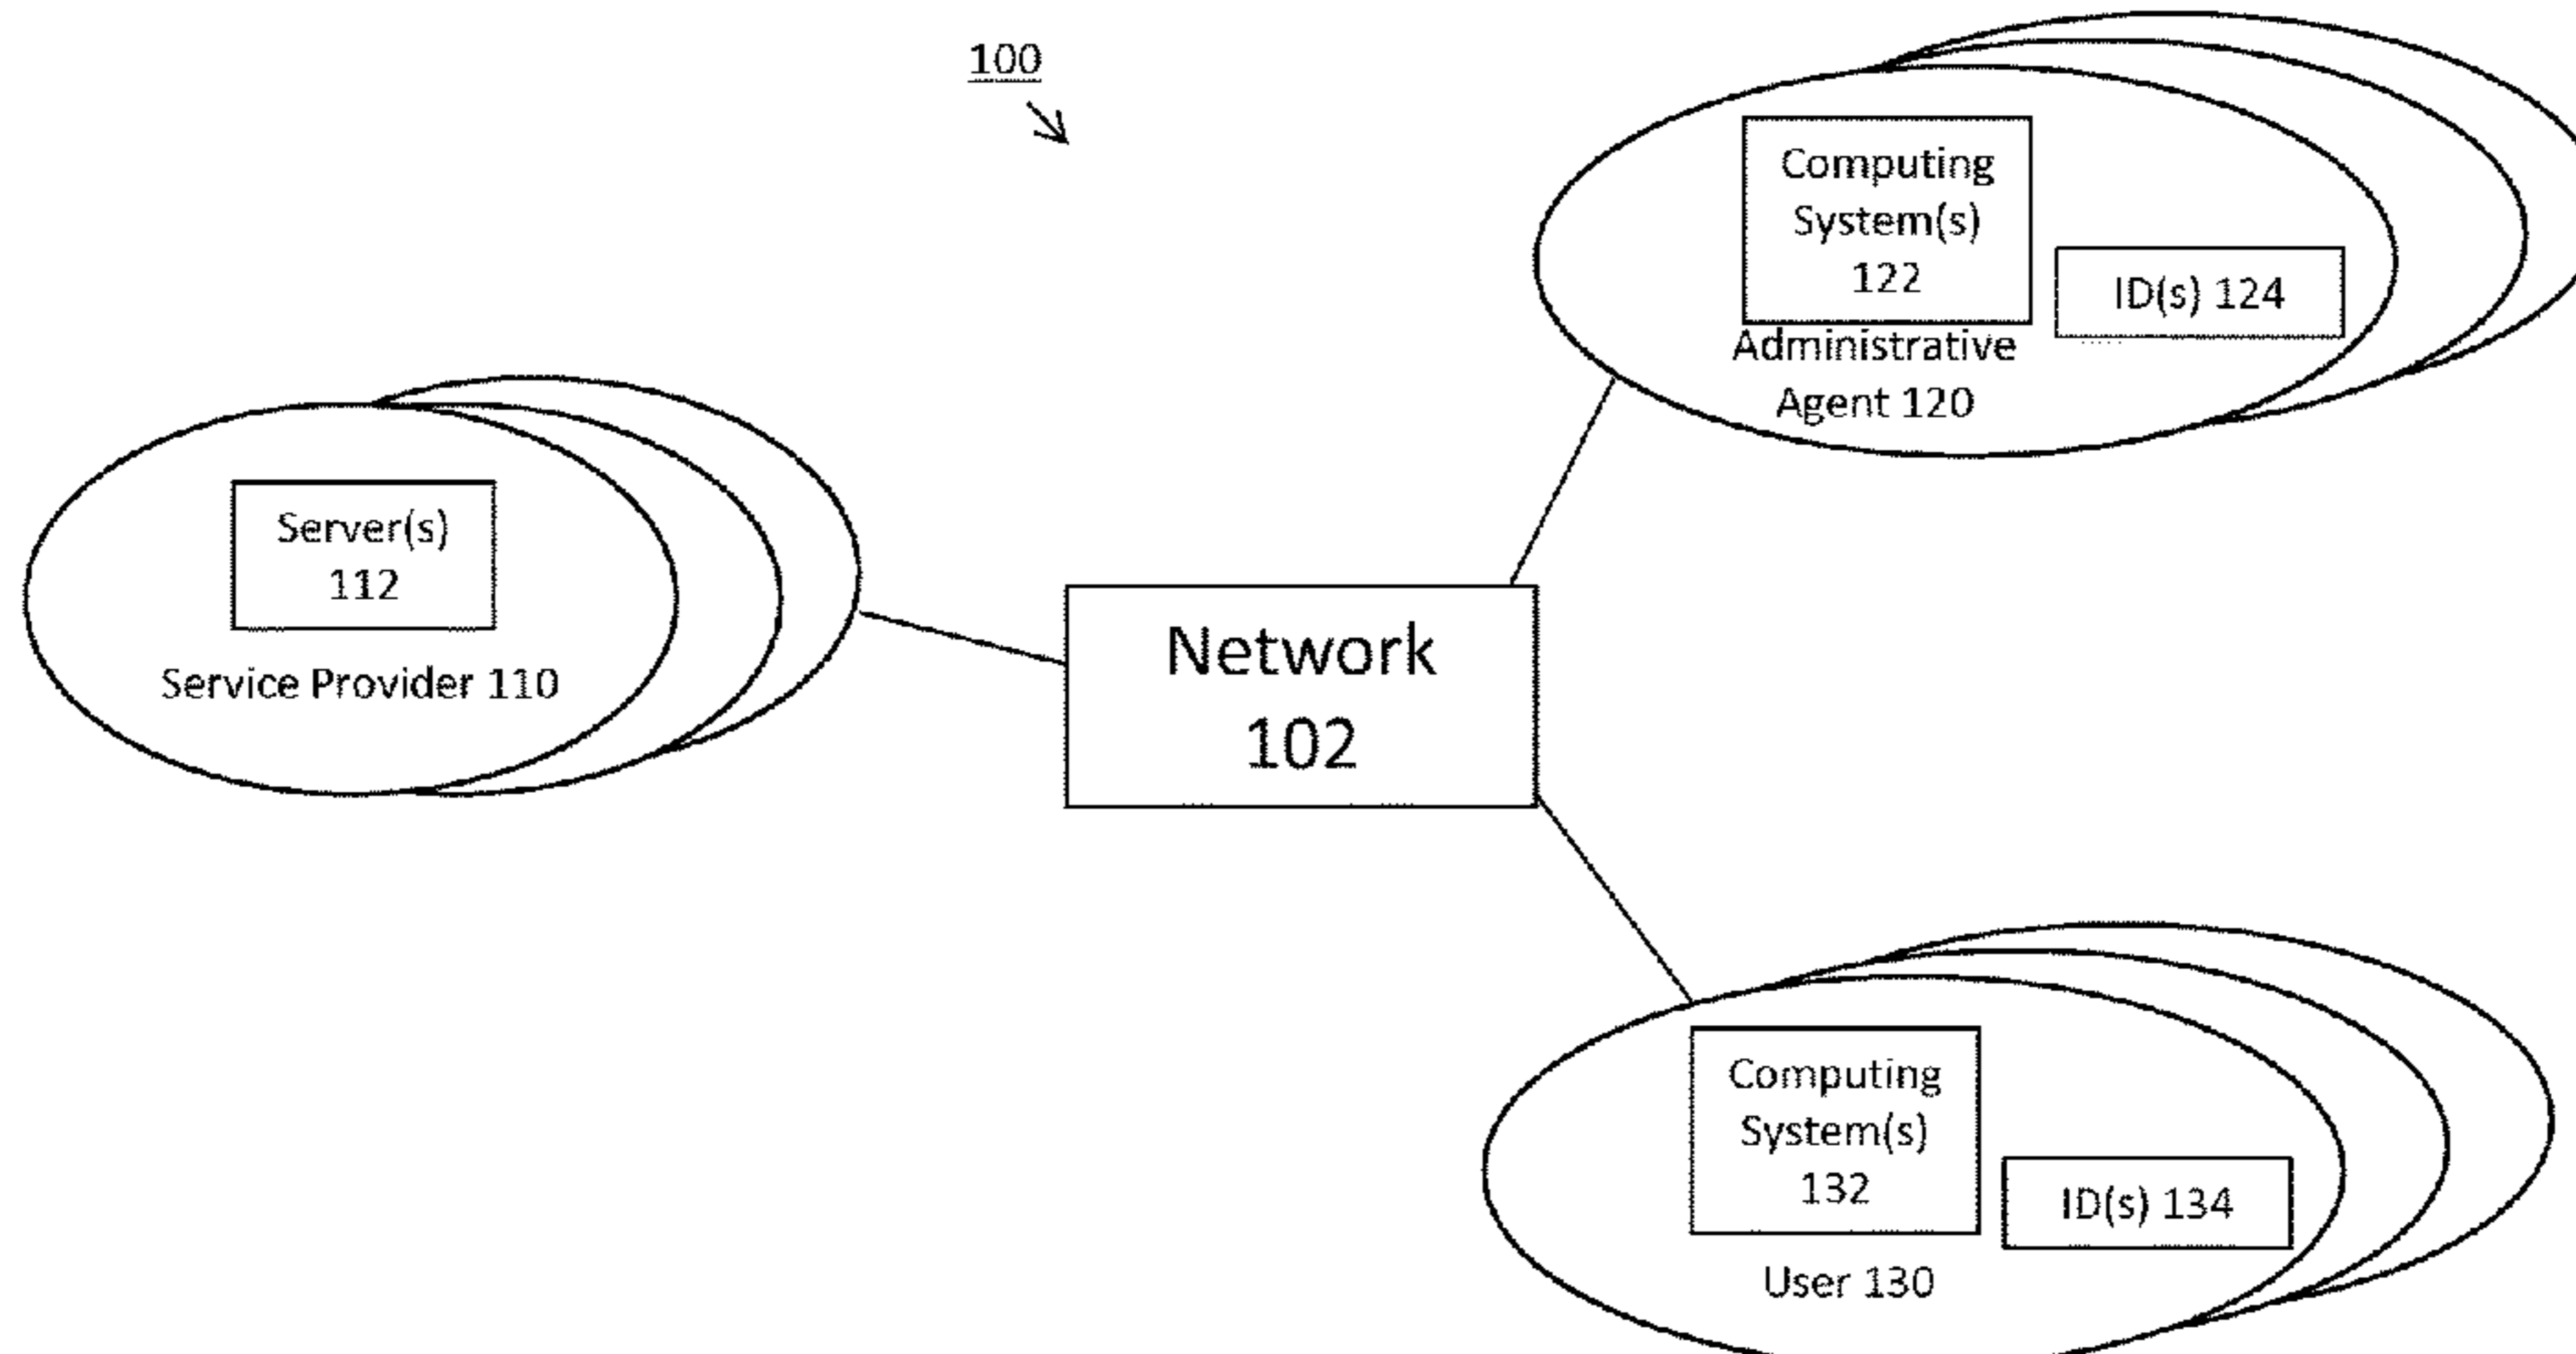 100
Computing
System(s)
122
ID(s) 124
Administrative
Agent 120
Server(s)
112
Service Provider 110
Network
102
Computing
System(s)
132
ID(s) 134
User 130